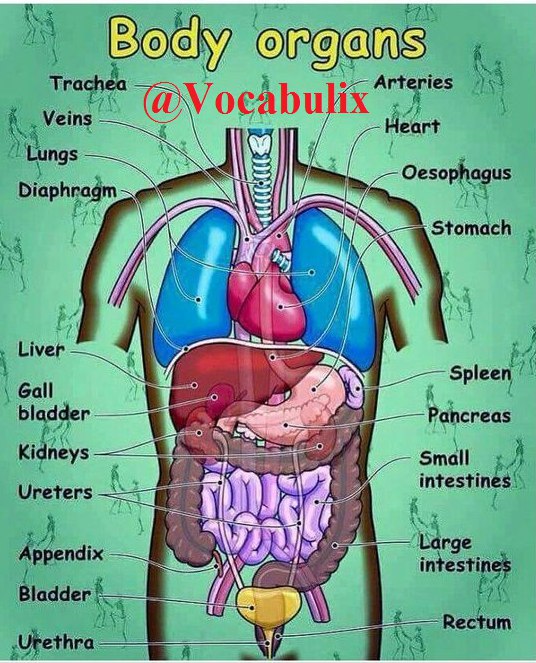 Body organs
@Vocabulix
Trachea
Veins
Lungs
Diaphragm
Liver
Gall
bladder
Kidneys
Ureters
Appendix
Bladder
Urethra
Arteries
Heart
Oesophagus
Stomach
Spleen
Pancreas
Small
intestines
Large
intestines
Rectum